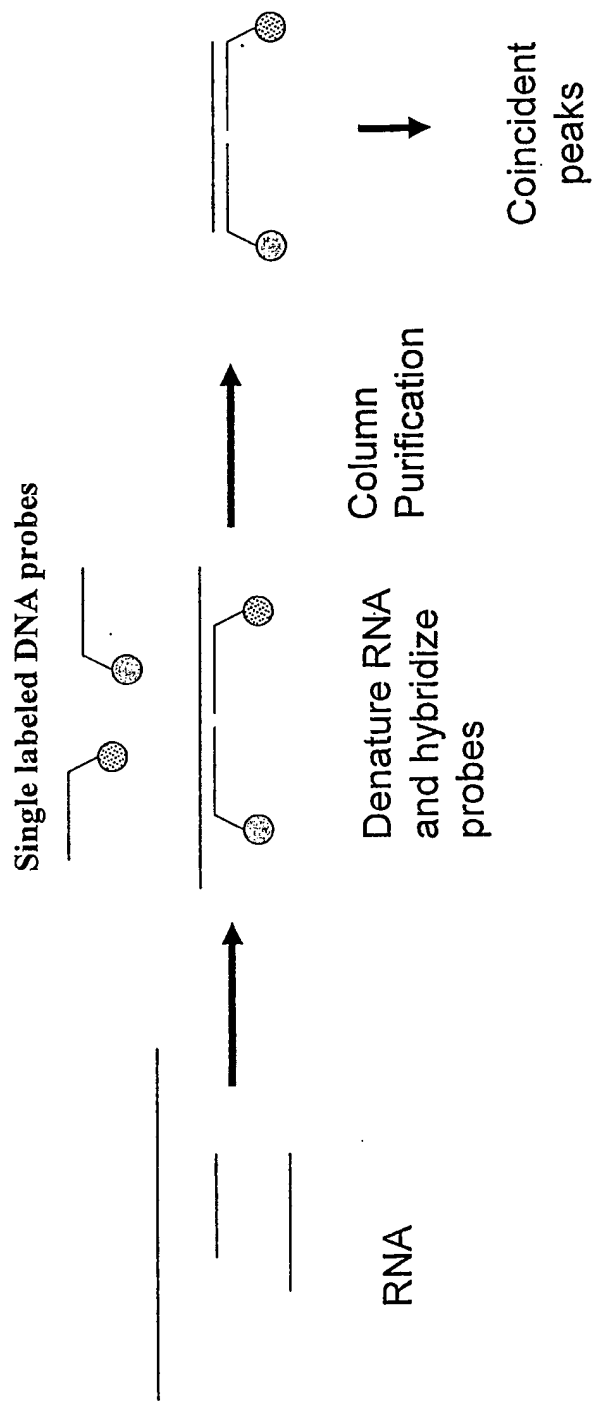 Single labeled DNA probes
RNA
Denature RNA
and hybridize
probes
Column
Purification
Coincident
peaks